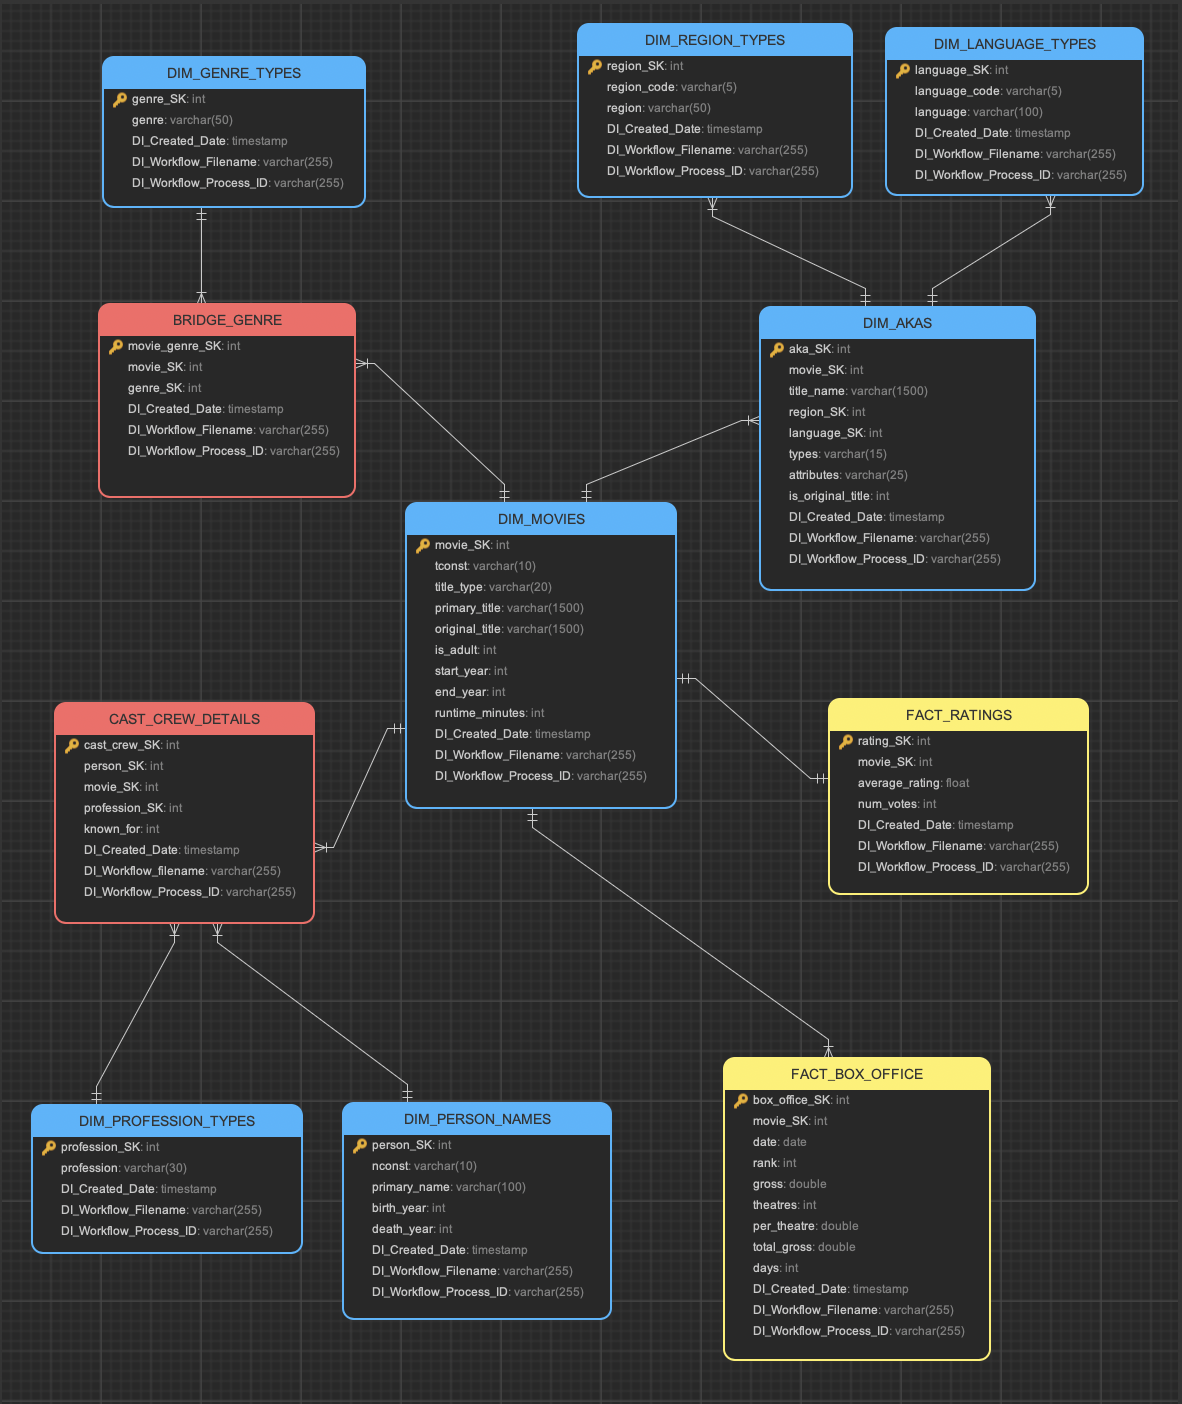 DIM_GENRE_TYPES
genre_SK: int
genre: varchar(50)
DI_Created_Date: timestamp
DI_Workflow_Filename: varchar(255)
DI_Workflow_Process_ID: varchar(255)
DIM_REGION_TYPES
region_SK: int
region_code: varchar(5)
region: varchar(50)
DI_Created_Date: timestamp
DI_Workflow_Filename: varchar(255)
DI_Workflow_Process_ID: varchar(255)
DIM_LANGUAGE_TYPES
language_SK: int
language_code: varchar(5)
language: varchar(100)
DI_Created_Date: timestamp
DI_Workflow_Filename: varchar(255)
DI_Workflow_Process_ID: varchar(255)
BRIDGE_GENRE
movie_genre_SK: int
movie_SK: int
genre_SK: int
DI_Created_Date: timestamp
DI_Workflow_Filename: varchar(255)
DI_Workflow_Process_ID: varchar(255)
DIM_AKAS
aka_SK: int
movie_SK: int
title_name: varchar(1500)
region_SK: int
language_SK: int
types: varchar(15)
attributes: varchar(25)
is_original_title: int
DI_Created_Date: timestamp
DI_Workflow_Filename: varchar(255)
DI_Workflow_Process_ID: varchar(255)
DIM_MOVIES
movie_SK: int
tconst: varchar(10)
title_type: varchar(20)
primary_title: varchar(1500)
original_title: varchar(1500)
is_adult: int
start_year: int
end_year: int
runtime_minutes: int
DI_Created_Date: timestamp
DI_Workflow_Filename: varchar(255)
DI_Workflow_Process_ID: varchar(255)
CAST_CREW_DETAILS
cast_crew_SK: int
person_SK: int
movie_SK: int
profession_SK: int
known_for: int
DI_Created_Date: timestamp
DI_Workflow_filename: varchar(255)
DI_Workflow_Process_ID: varchar(255)
FACT_RATINGS
rating_SK: int
movie_SK: int
average_rating: float
num_votes: int
DI_Created_Date: timestamp
DI_Workflow_Filename: varchar(255)
DI_Workflow_Process_ID: varchar(255)
DIM_PROFESSION_TYPES
profession_SK: int
profession: varchar(30)
DI_Created_Date: timestamp
DI_Workflow_Filename: varchar(255)
DI_Workflow_Process_ID: varchar(255)
DIM_PERSON_NAMES
person_SK: int
nconst: varchar(10)
primary_name: varchar(100)
birth_year: int
death_year: int
DI_Created_Date: timestamp
DI_Workflow_Filename: varchar(255)
DI_Workflow_Process_ID: varchar(255)
FACT_BOX_OFFICE
box_office_SK: int
movie_SK: int
date: date
rank: int
gross: double
theatres: int
per_theatre: double
total_gross: double
days: int
DI_Created_Date: timestamp
DI_Workflow_Filename: varchar(255)
DI_Workflow_Process_ID: varchar(255)